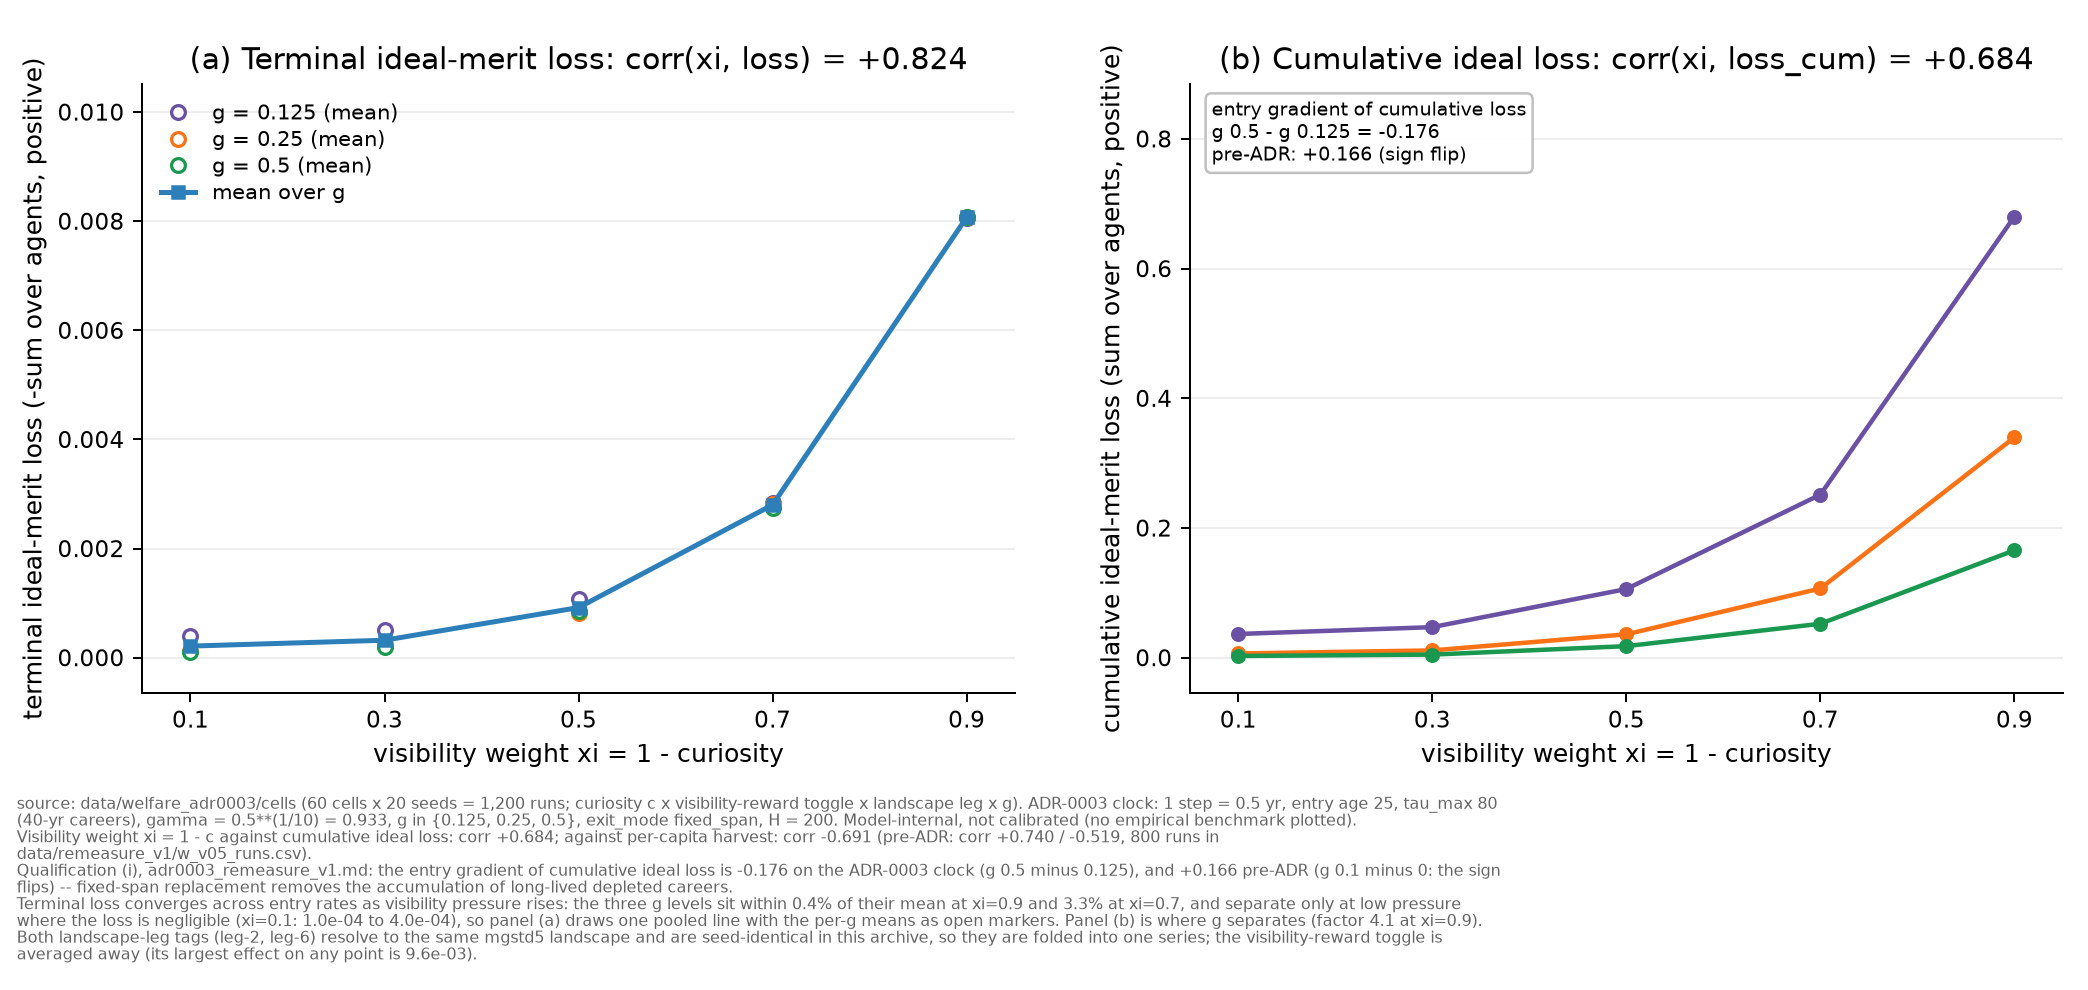 (a) Terminal ideal-merit loss: corr(xi, loss) = +0.824
terminal ideal-merit loss (-sum over agents, positive)
0.010
0.008
0.006
0.004
0.002
0.000
g = 0.125 (mean)
g = 0.25 (mean)
g = 0.5 (mean)
mean over g
0.1
0.3
0.5
0.7
0.9
visibility weight xi = 1 - curiosity
(b) Cumulative ideal loss: corr(xi, loss_cum) = +0.684
cumulative ideal-merit loss (sum over agents, positive)
0.8
0.6
0.4
0.2
0.0
entry gradient of cumulative loss
g 0.5 - g 0.125 = -0.176
pre-ADR: +0.166 (sign flip)
0.1
0.3
0.5
0.7
0.9
visibility weight xi = 1 - curiosity
source: data/welfare_adr0003/cells (60 cells x 20 seeds = 1,200 runs; curiosity c x visibility-reward toggle x landscape leg x g). ADR-0003 clock: 1 step = 0.5 yr, entry age 25, tau_max 80
(40-yr careers), gamma = 0.5**(1/10) = 0.933, g in {0.125, 0.25, 0.5}, exit_mode fixed_span, H = 200. Model-internal, not calibrated (no empirical benchmark plotted).
Visibility weight xi = 1 - c against cumulative ideal loss: corr +0.684; against per-capita harvest: corr -0.691 (pre-ADR: corr +0.740 / -0.519, 800 runs in
data/remeasure_v1/w_v05_runs.csv).
Qualification (i), adr0003_remeasure_v1.md: the entry gradient of cumulative ideal loss is -0.176 on the ADR-0003 clock (g 0.5 minus 0.125), and +0.166 pre-ADR (g 0.1 minus 0: the sign
flips) -- fixed-span replacement removes the accumulation of long-lived depleted careers.
Terminal loss converges across entry rates as visibility pressure rises: the three g levels sit within 0.4% of their mean at xi=0.9 and 3.3% at xi=0.7, and separate only at low pressure
where the loss is negligible (xi=0.1: 1.0e-04 to 4.0e-04), so panel (a) draws one pooled line with the per-g means as open markers. Panel (b) is where g separates (factor 4.1 at xi=0.9).
Both landscape-leg tags (leg-2, leg-6) resolve to the same mgstd5 landscape and are seed-identical in this archive, so they are folded into one series; the visibility-reward toggle is
averaged away (its largest effect on any point is 9.6e-03).